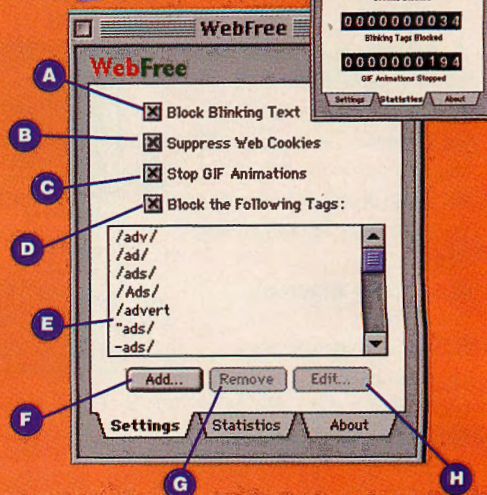 0000000034
Blinking Tags Blocked
0000000194
GIF Animations Stopped
Settings Statistics About
WebFree
WebFree
A
Block Blinking Text
B
Suppress Web Cookies
C
Stop GIF Animations
D
Block the Following Tags:
/adv/
/ad/
/ads/
/Ads/
E
/advert
"ads/
-ads/
F
Add... Remove Edit...
Settings Statistics About
G
H